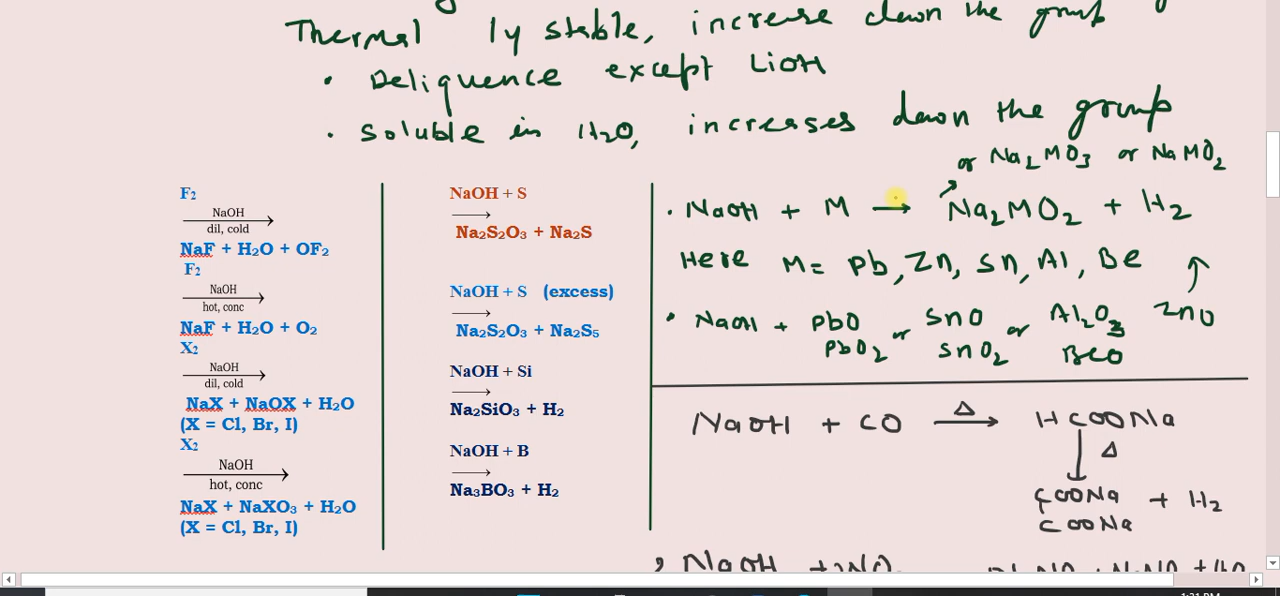 Thermal ly stable, increase down the group
• Deliquence except LiOH
• Soluble in H₂O, increases down the group
or Na₂MO₃ or NaMO₂
F₂
NaOH
dil, cold
NaF + H₂O + OF₂
F₂
NaOH
hot, conc
NaF + H₂O + O₂
X₂
NaOH
dil, cold
NaX + NaOX + H₂O
(X = Cl, Br, I)
X₂
NaOH
hot, conc
NaX + NaXO₃ + H₂O
(X = Cl, Br, I)
NaOH + S
→
Na₂S₂O₃ + Na₂S
NaOH + S (excess)
→
Na₂S₂O₃ + Na₂S₅
NaOH + Si
→
Na₂SiO₃ + H₂
NaOH + B
→
Na₃BO₃ + H₂
• NaOH + M → Na₂MO₂ + H₂
Here M = Pb, Zn, Sn, Al, Be ↑
• NaOH + PbO or SnO or Al₂O₃ ZnO
PbO₂ SnO₂ BeO
NaOH + CO Δ→ HCOONa
↓ Δ
COONa + H₂
COONa
NaOH
1:31 PM